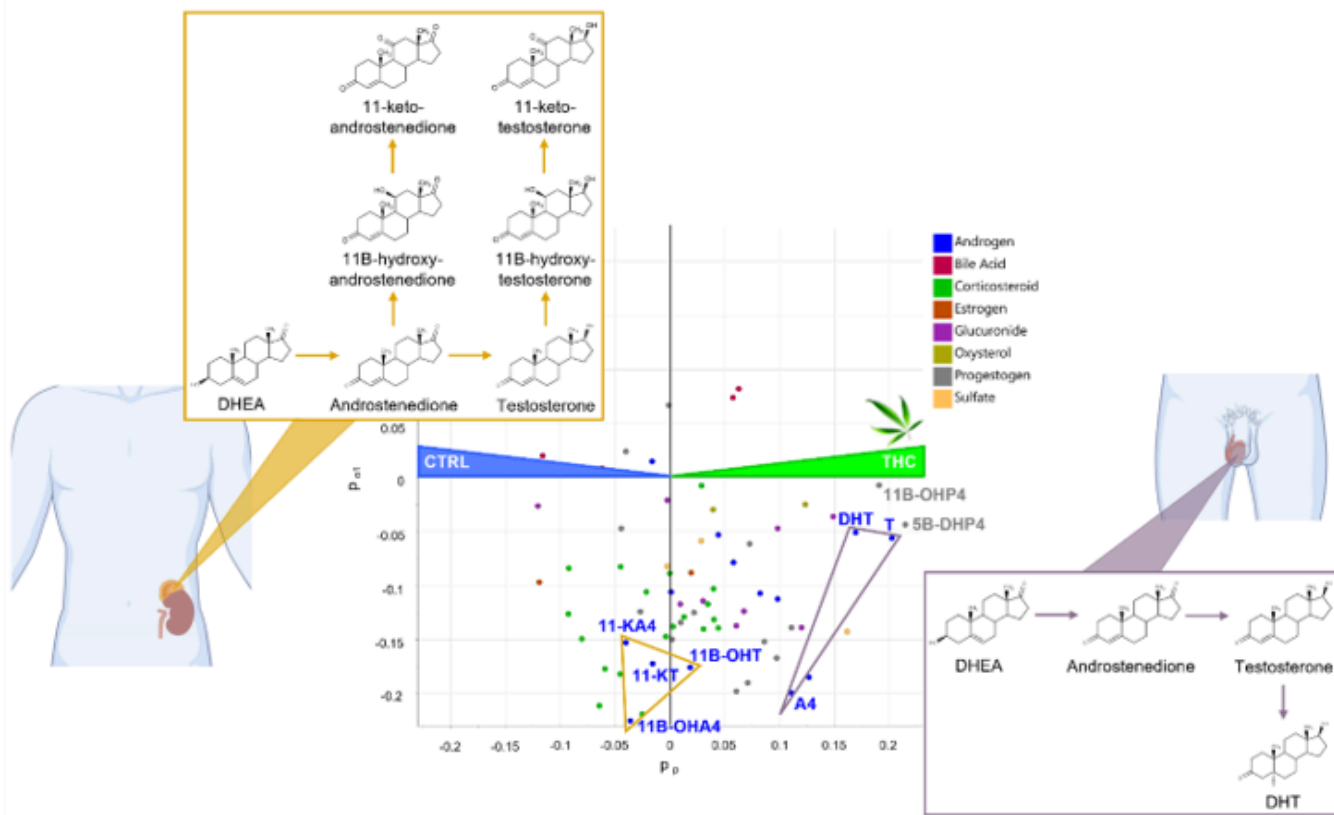 11-keto-
androstenedione
11-keto-
testosterone
11B-hydroxy-
androstenedione
11B-hydroxy-
testosterone
DHEA
Androstenedione
Testosterone
Androgen
Bile Acid
Corticosteroid
Estrogen
Glucuronide
Oxysterol
Progestogen
Sulfate
CTRL
THC
0.05
0
-0.05
-0.1
-0.15
-0.2
-0.2
-0.15
-0.1
-0.05
0
0.05
0.1
0.15
0.2
P p
11B-OHP4
5B-DHP4
DHT
T
11-KA4
11B-OHT
11-KT
11B-OHA4
A4
DHEA
Androstenedione
Testosterone
DHT